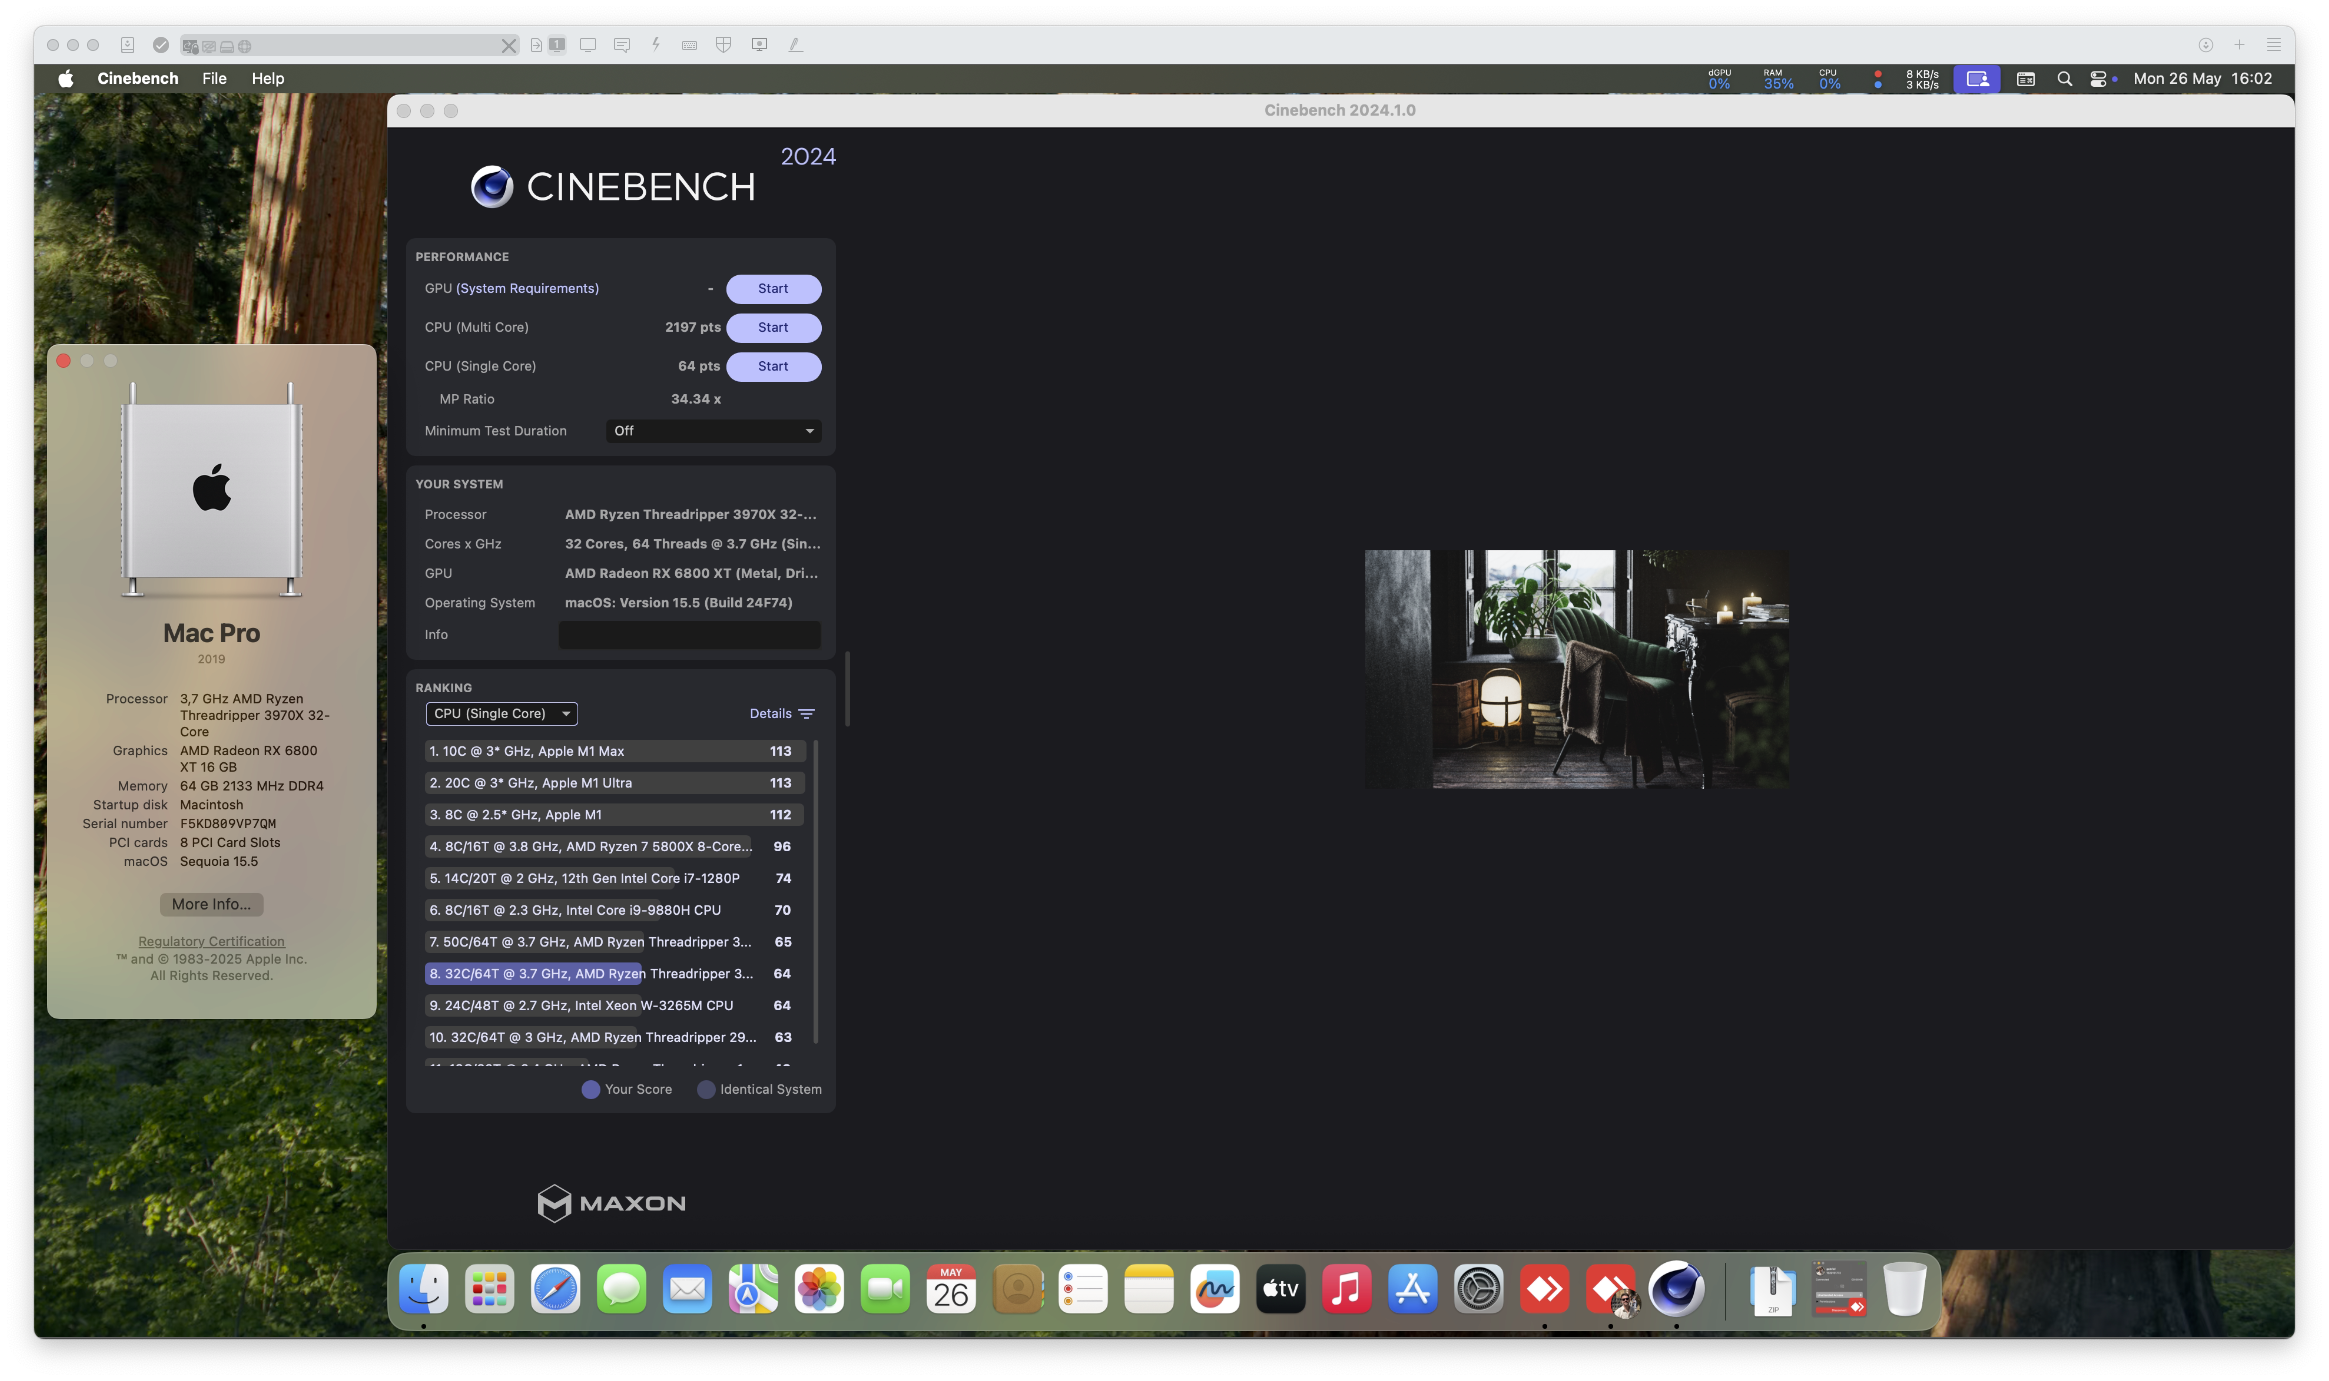 1
Cinebench File Help
dGPU RAM CPU 8 KB/s
0% 35% 0% 3 KB/s
Mon 26 May 16:02
Cinebench 2024.1.0
CINEBENCH 2024
PERFORMANCE
GPU (System Requirements) - Start
CPU (Multi Core) 2197 pts Start
CPU (Single Core) 64 pts Start
MP Ratio 34.34 x
Minimum Test Duration Off
YOUR SYSTEM
Processor AMD Ryzen Threadripper 3970X 32-...
Cores x GHz 32 Cores, 64 Threads @ 3.7 GHz (Sin...
GPU AMD Radeon RX 6800 XT (Metal, Dri...
Operating System macOS: Version 15.5 (Build 24F74)
Info
RANKING
CPU (Single Core) Details
1. 10C @ 3* GHz, Apple M1 Max 113
2. 20C @ 3* GHz, Apple M1 Ultra 113
3. 8C @ 2.5* GHz, Apple M1 112
4. 8C/16T @ 3.8 GHz, AMD Ryzen 7 5800X 8-Core... 96
5. 14C/20T @ 2 GHz, 12th Gen Intel Core i7-1280P 74
6. 8C/16T @ 2.3 GHz, Intel Core i9-9880H CPU 70
7. 50C/64T @ 3.7 GHz, AMD Ryzen Threadripper 3... 65
8. 32C/64T @ 3.7 GHz, AMD Ryzen Threadripper 3... 64
9. 24C/48T @ 2.7 GHz, Intel Xeon W-3265M CPU 64
10. 32C/64T @ 3 GHz, AMD Ryzen Threadripper 29... 63
Your Score Identical System
MAXON
Mac Pro
2019
Processor 3,7 GHz AMD Ryzen
Threadripper 3970X 32-
Core
Graphics AMD Radeon RX 6800
XT 16 GB
Memory 64 GB 2133 MHz DDR4
Startup disk Macintosh
Serial number F5KD809VP7QM
PCI cards 8 PCI Card Slots
macOS Sequoia 15.5
More Info...
Regulatory Certification
™ and © 1983-2025 Apple Inc.
All Rights Reserved.
MAY
26
tv
ZIP